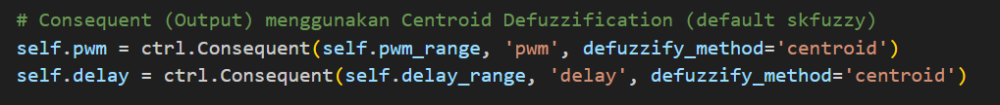 # Consequent (Output) menggunakan Centroid Defuzzification (default skfuzzy)
self.pwm = ctrl.Consequent(self.pwm_range, 'pwm', defuzzify_method='centroid')
self.delay = ctrl.Consequent(self.delay_range, 'delay', defuzzify_method='centroid')